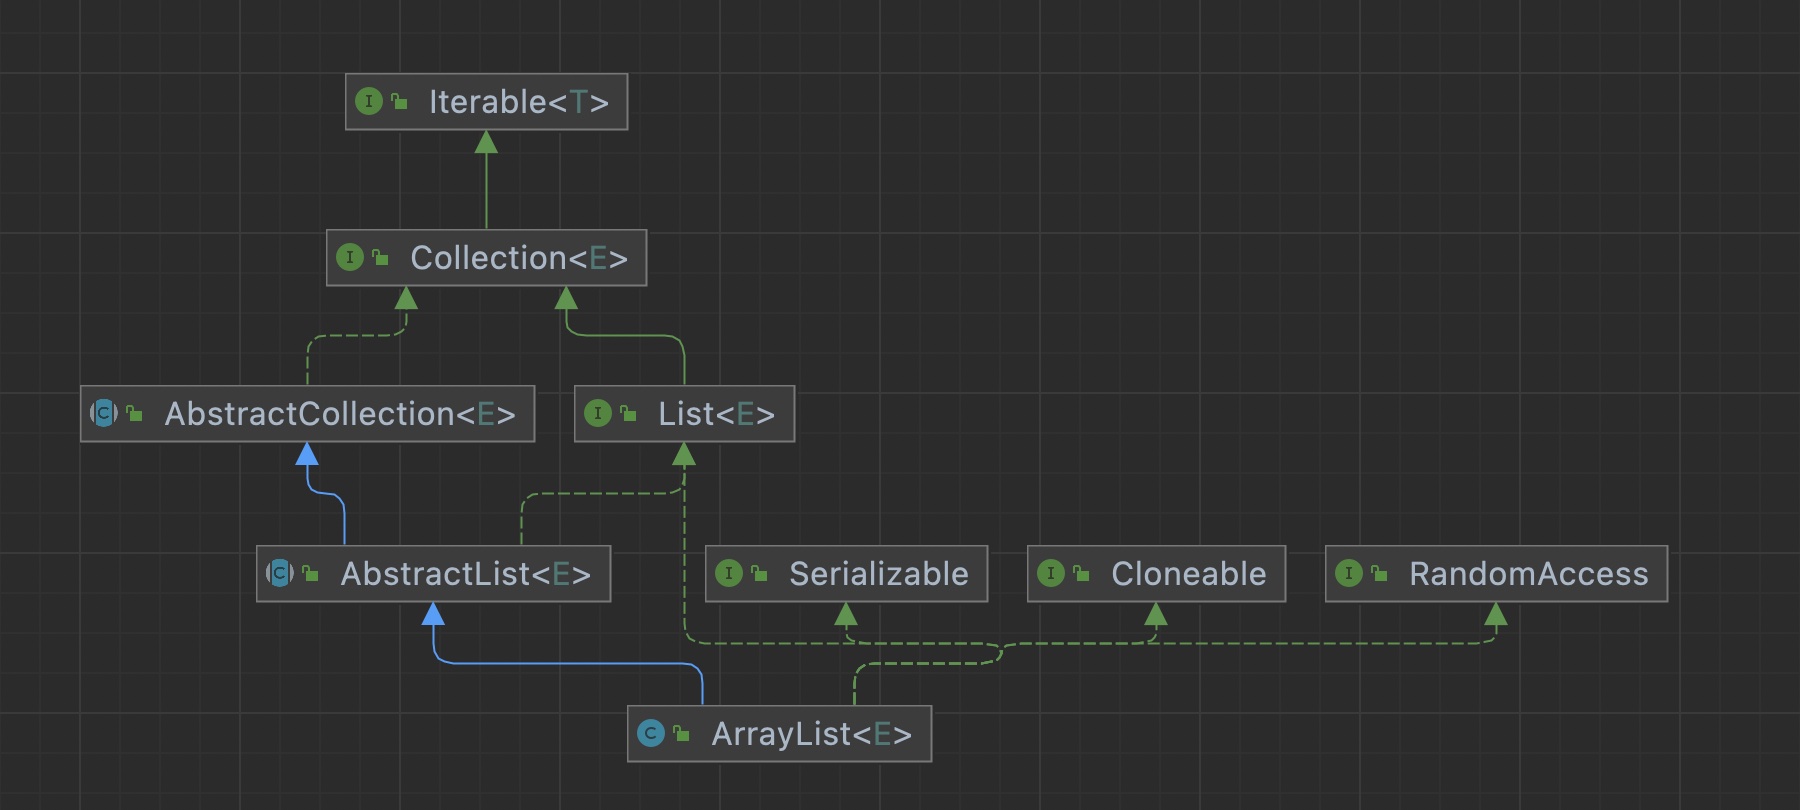 I Iterable<T>
I Collection<E>
C AbstractCollection<E>
I List<E>
C AbstractList<E>
I Serializable
I Cloneable
I RandomAccess
C ArrayList<E>